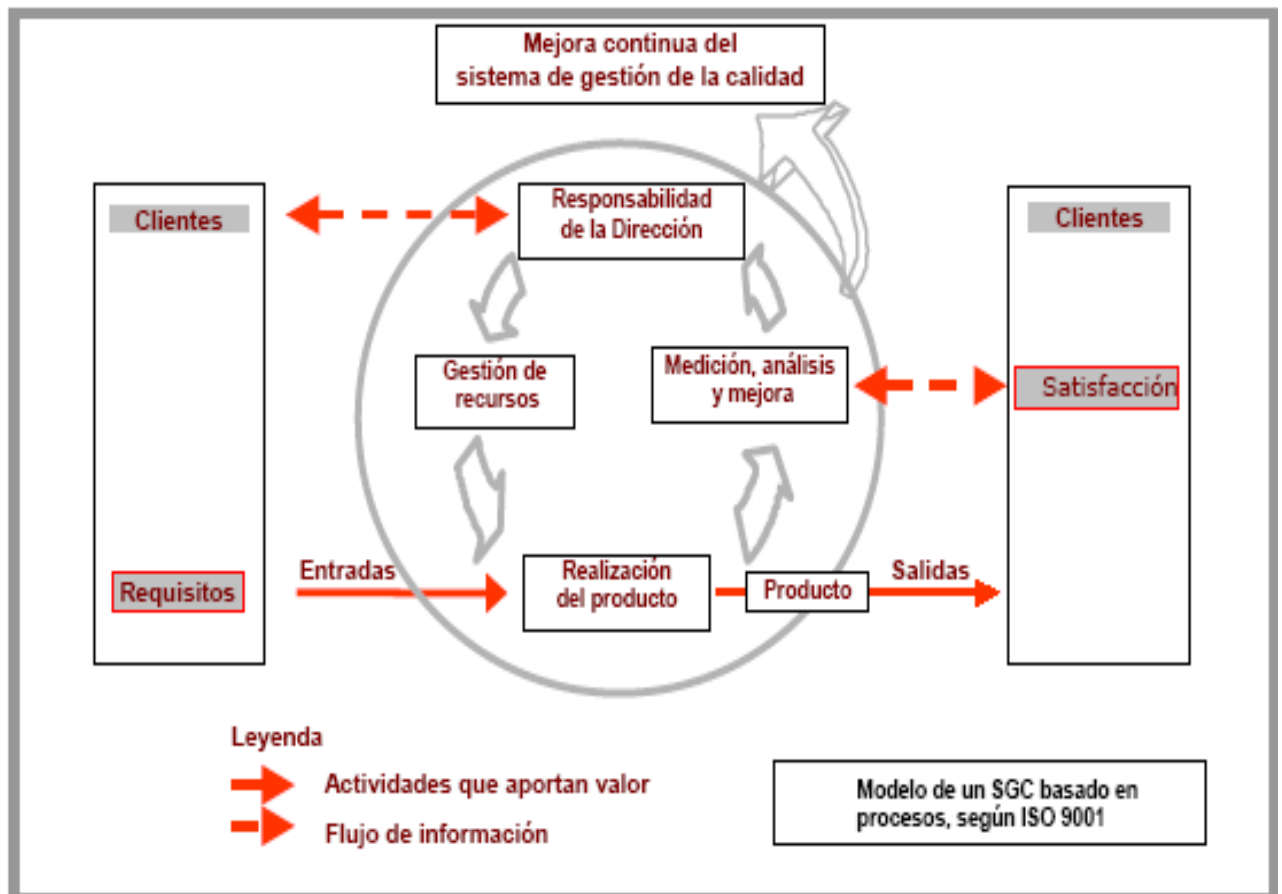 Mejora continua del
sistema de gestión de la calidad
Clientes
Responsabilidad
de la Dirección
Clientes
Gestión de
recursos
Medición, análisis
y mejora
Satisfacción
Requisitos
Entradas
Realización
del producto
Producto
Salidas
Leyenda
Actividades que aportan valor
Flujo de información
Modelo de un SGC basado en
procesos, según ISO 9001